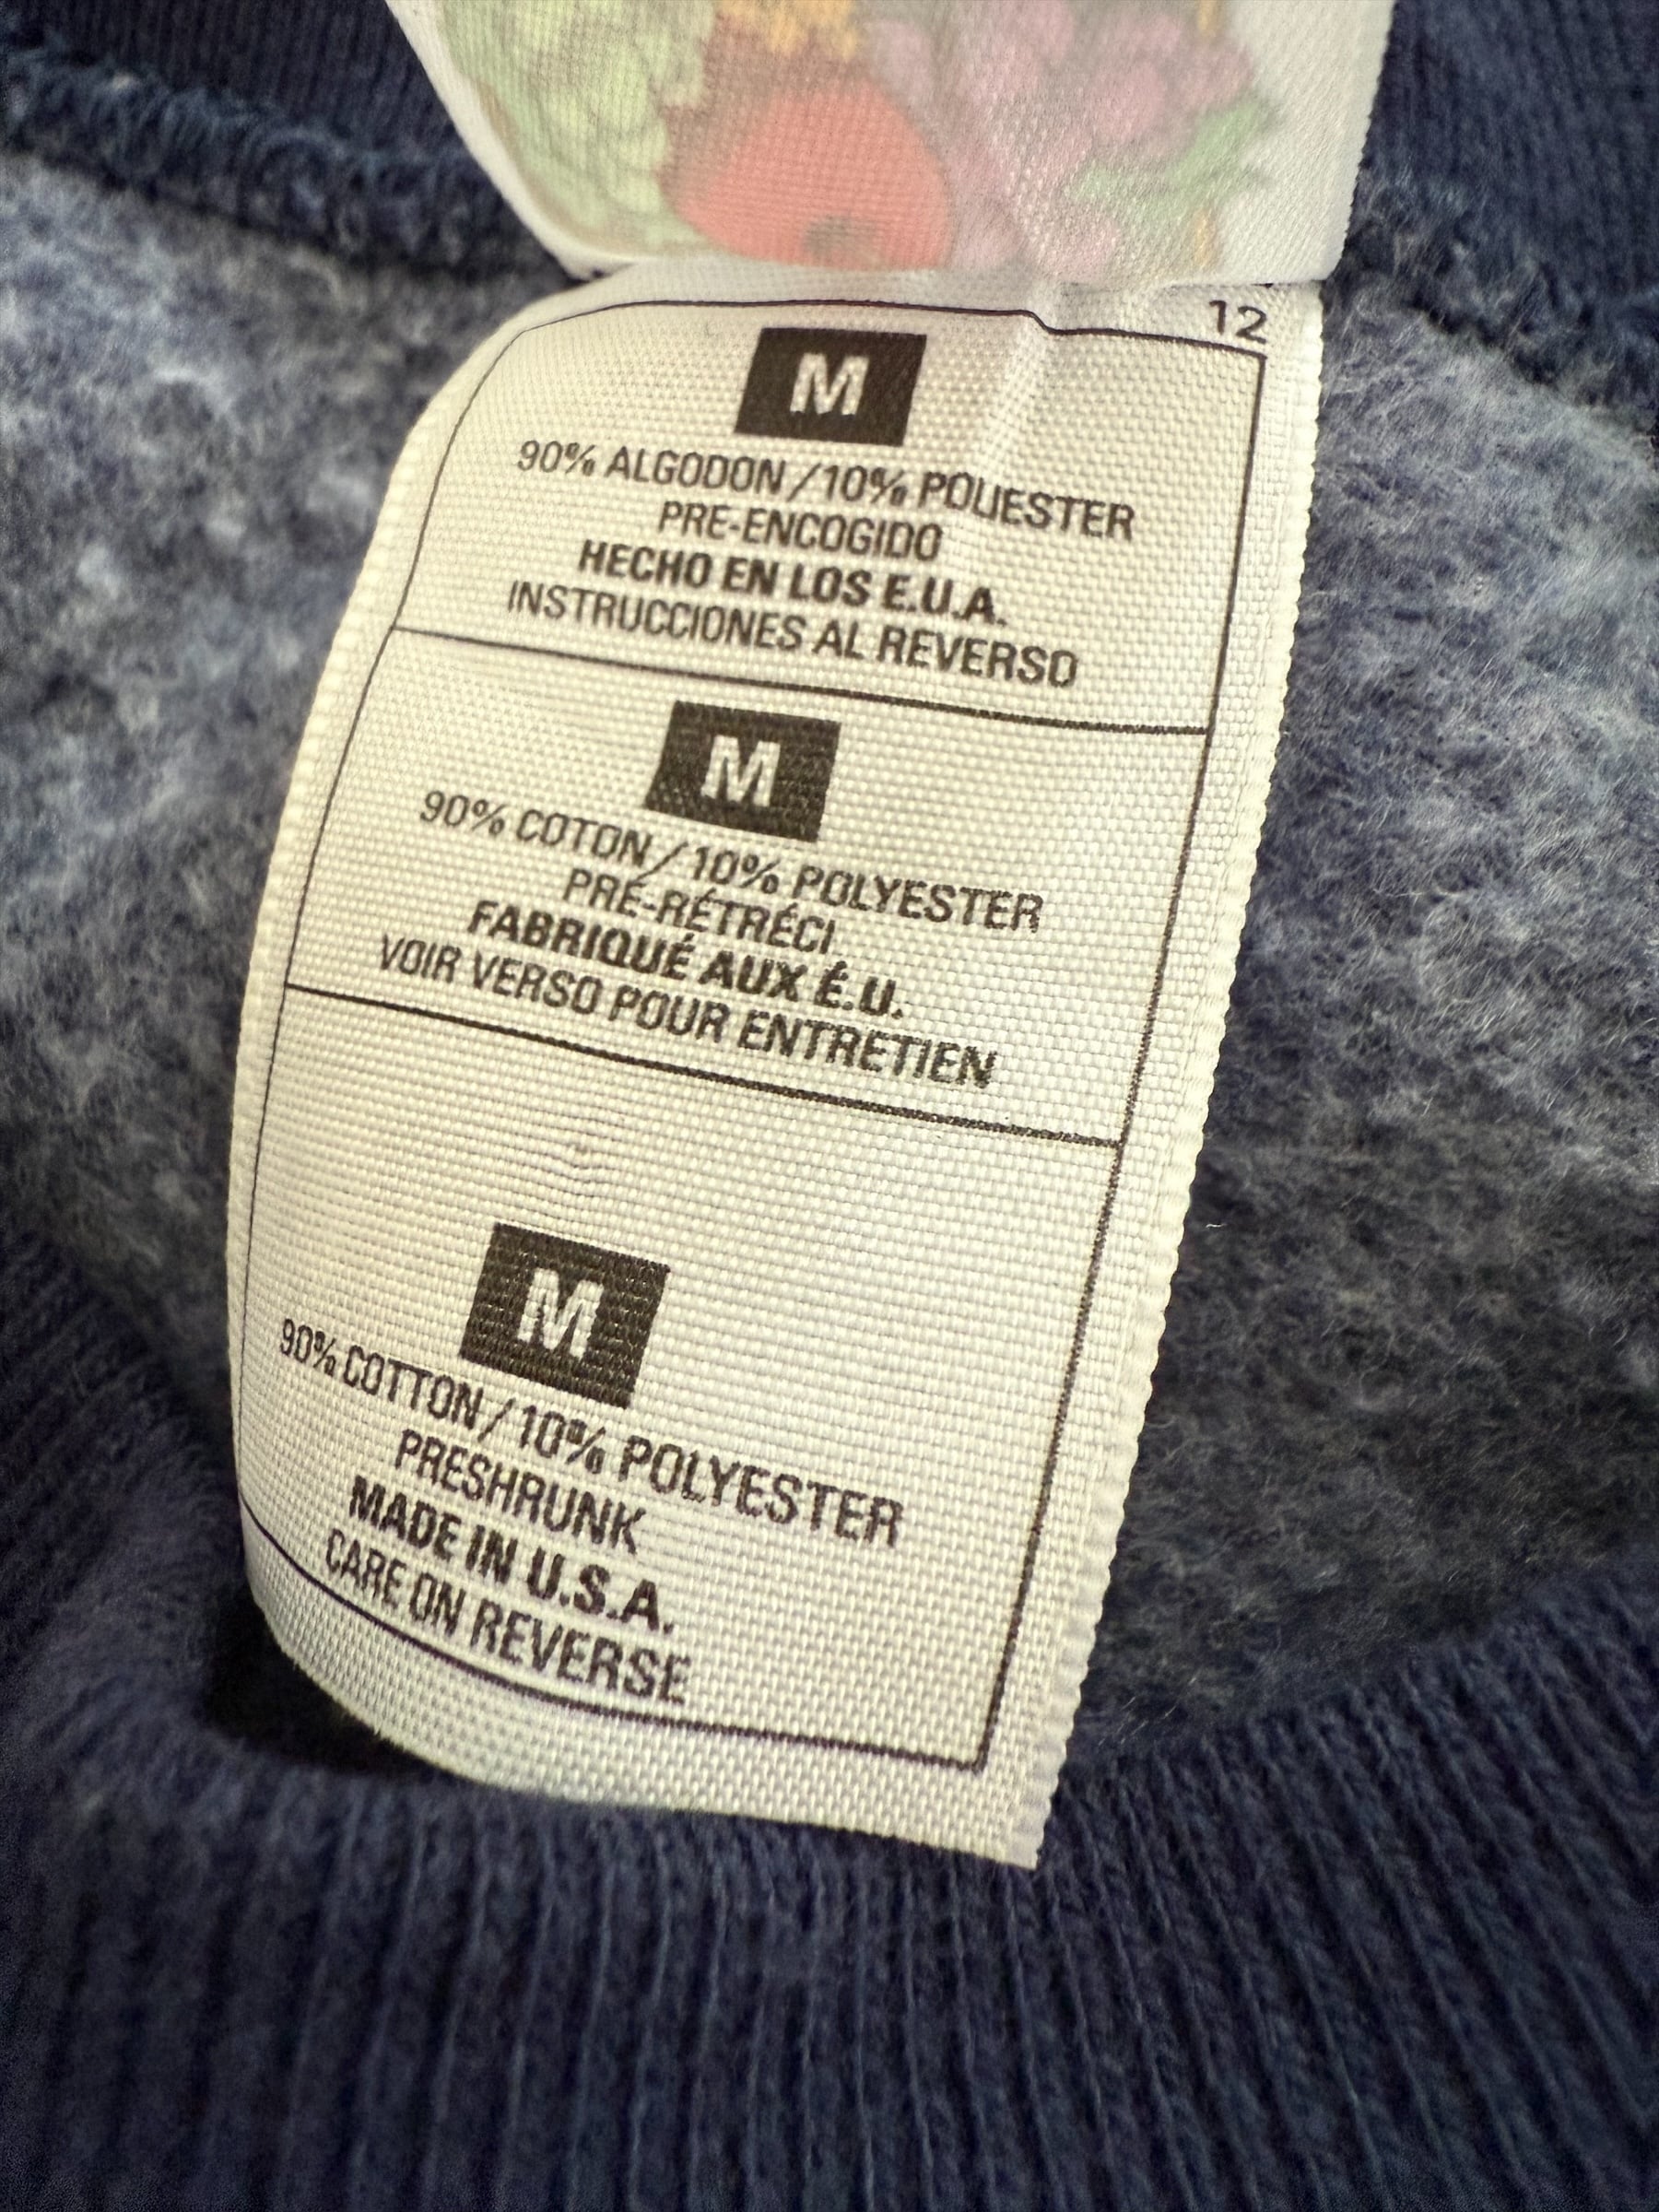 12
M
90% ALGODON / 10% POLIESTER
PRE-ENCOGIDO
HECHO EN LOS E.U.A.
INSTRUCCIONES AL REVERSO
M
90% COTON / 10% POLYESTER
PRÉ-RÉTRÉCI
FABRIQUÉ AUX É.U.
VOIR VERSO POUR ENTRETIEN
M
90% COTTON / 10% POLYESTER
PRESHRUNK
MADE IN U.S.A.
CARE ON REVERSE